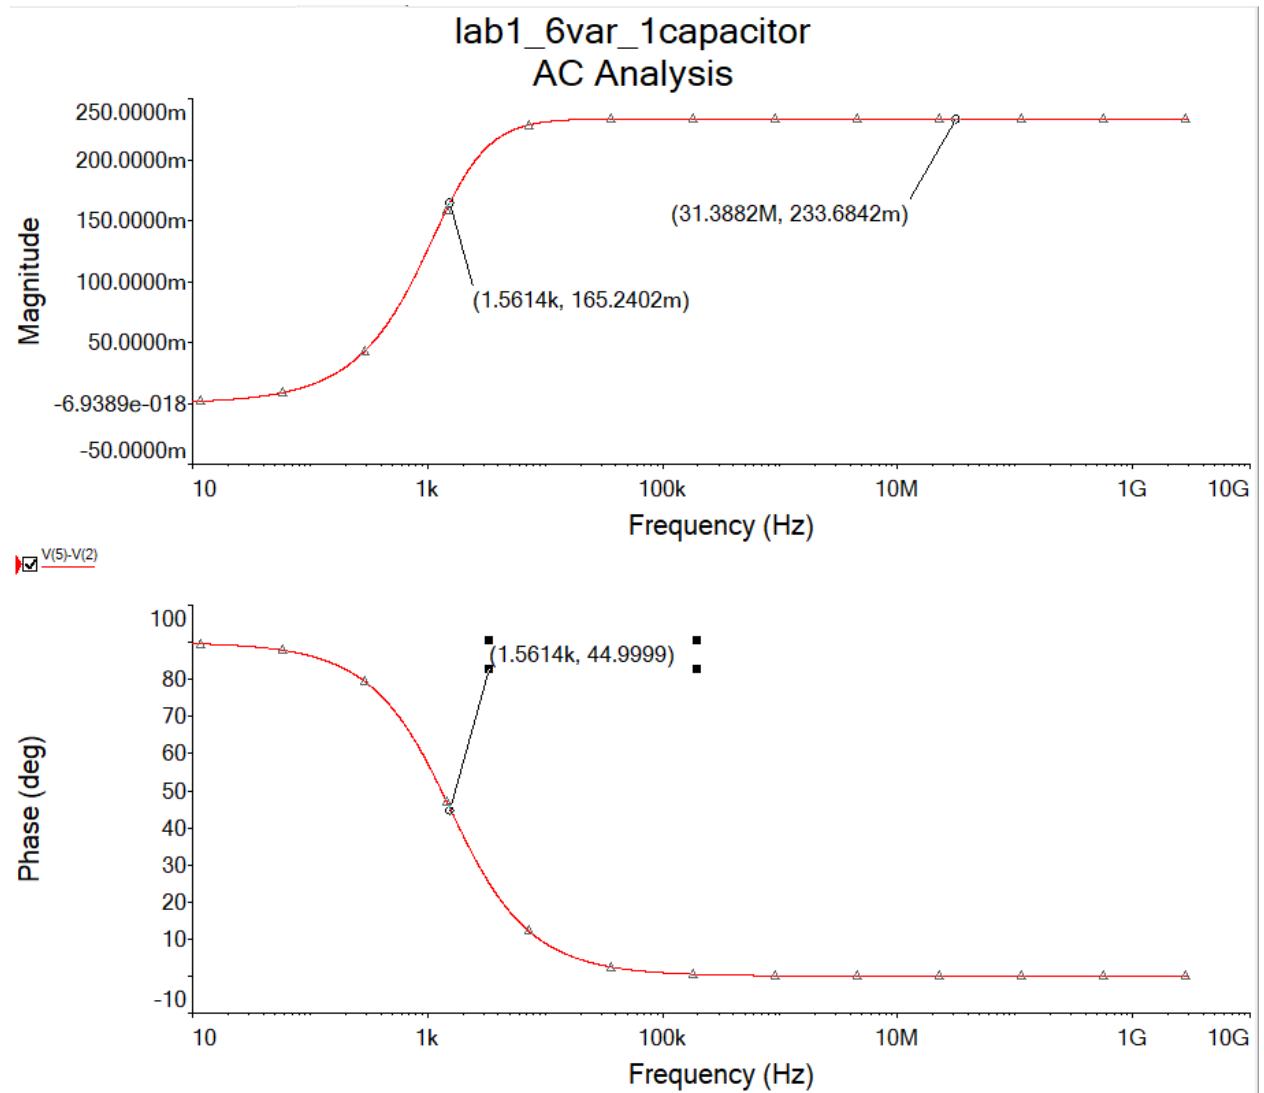 lab1_6var_1capacitor
AC Analysis
250.0000m
200.0000m
150.0000m
100.0000m
50.0000m
-6.9389e-018
-50.0000m
Magnitude
(31.3882M, 233.6842m)
(1.5614k, 165.2402m)
10 1k 100k 10M 1G 10G
Frequency (Hz)
V(5)-V(2)
100
80
70
60
50
40
30
20
10
-10
Phase (deg)
(1.5614k, 44.9999)
10 1k 100k 10M 1G 10G
Frequency (Hz)